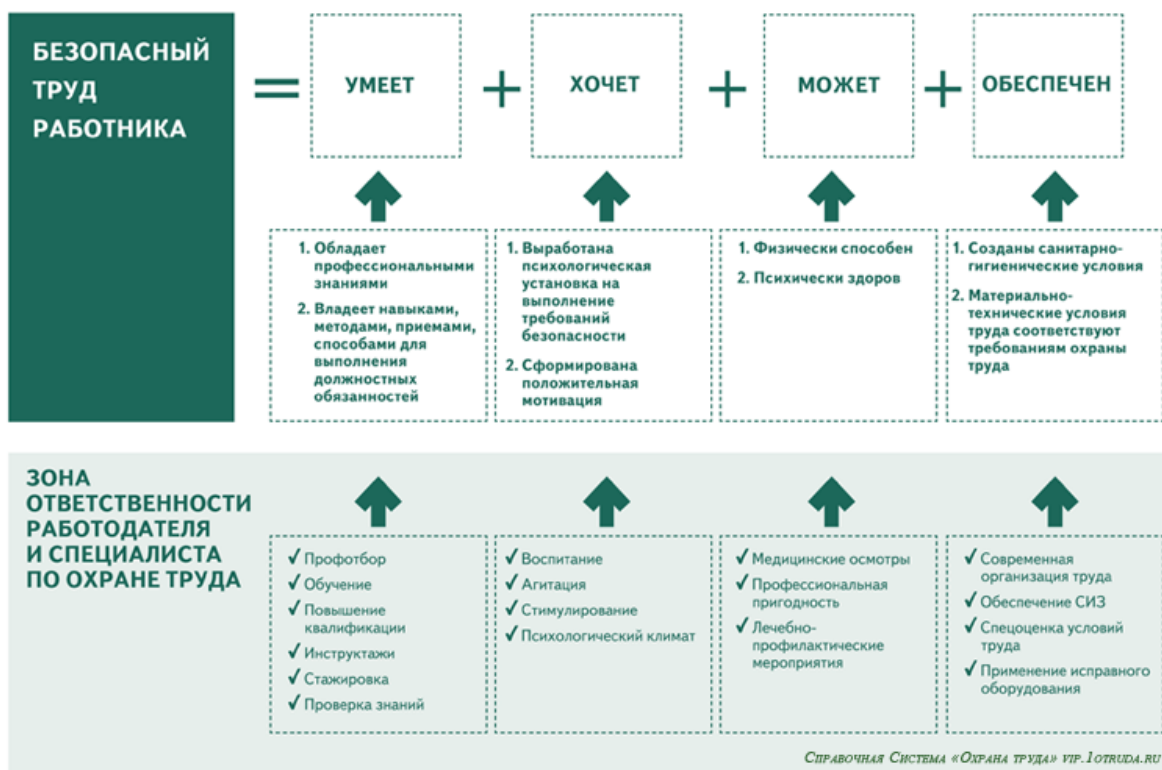 БЕЗОПАСНЫЙ
ТРУД
РАБОТНИКА
=
УМЕЕТ
+
ХОЧЕТ
+
МОЖЕТ
+
ОБЕСПЕЧЕН
1. Обладает
профессиональными
знаниями
2. Владеет навыками,
методами, приемами,
способами для
выполнения
должностных
обязанностей
1. Выработана
психологическая
установка на
выполнение
требований
безопасности
2. Сформирована
положительная
мотивация
1. Физически способен
2. Психически здоров
1. Созданы санитарно-
гигиенические условия
2. Материально-
технические условия
труда соответствуют
требованиям охраны
труда
ЗОНА
ОТВЕТСТВЕННОСТИ
РАБОТОДАТЕЛЯ
И СПЕЦИАЛИСТА
ПО ОХРАНЕ ТРУДА
✓ Профотбор
✓ Обучение
✓ Повышение
квалификации
✓ Инструктажи
✓ Стажировка
✓ Проверка знаний
✓ Воспитание
✓ Агитация
✓ Стимулирование
✓ Психологический климат
✓ Медицинские осмотры
✓ Профессиональная
пригодность
✓ Лечебно-
профилактические
мероприятия
✓ Современная
организация труда
✓ Обеспечение СИЗ
✓ Спецоценка условий
труда
✓ Применение исправного
оборудования
Справочная Система «Охрана труда» vip.1otruda.ru